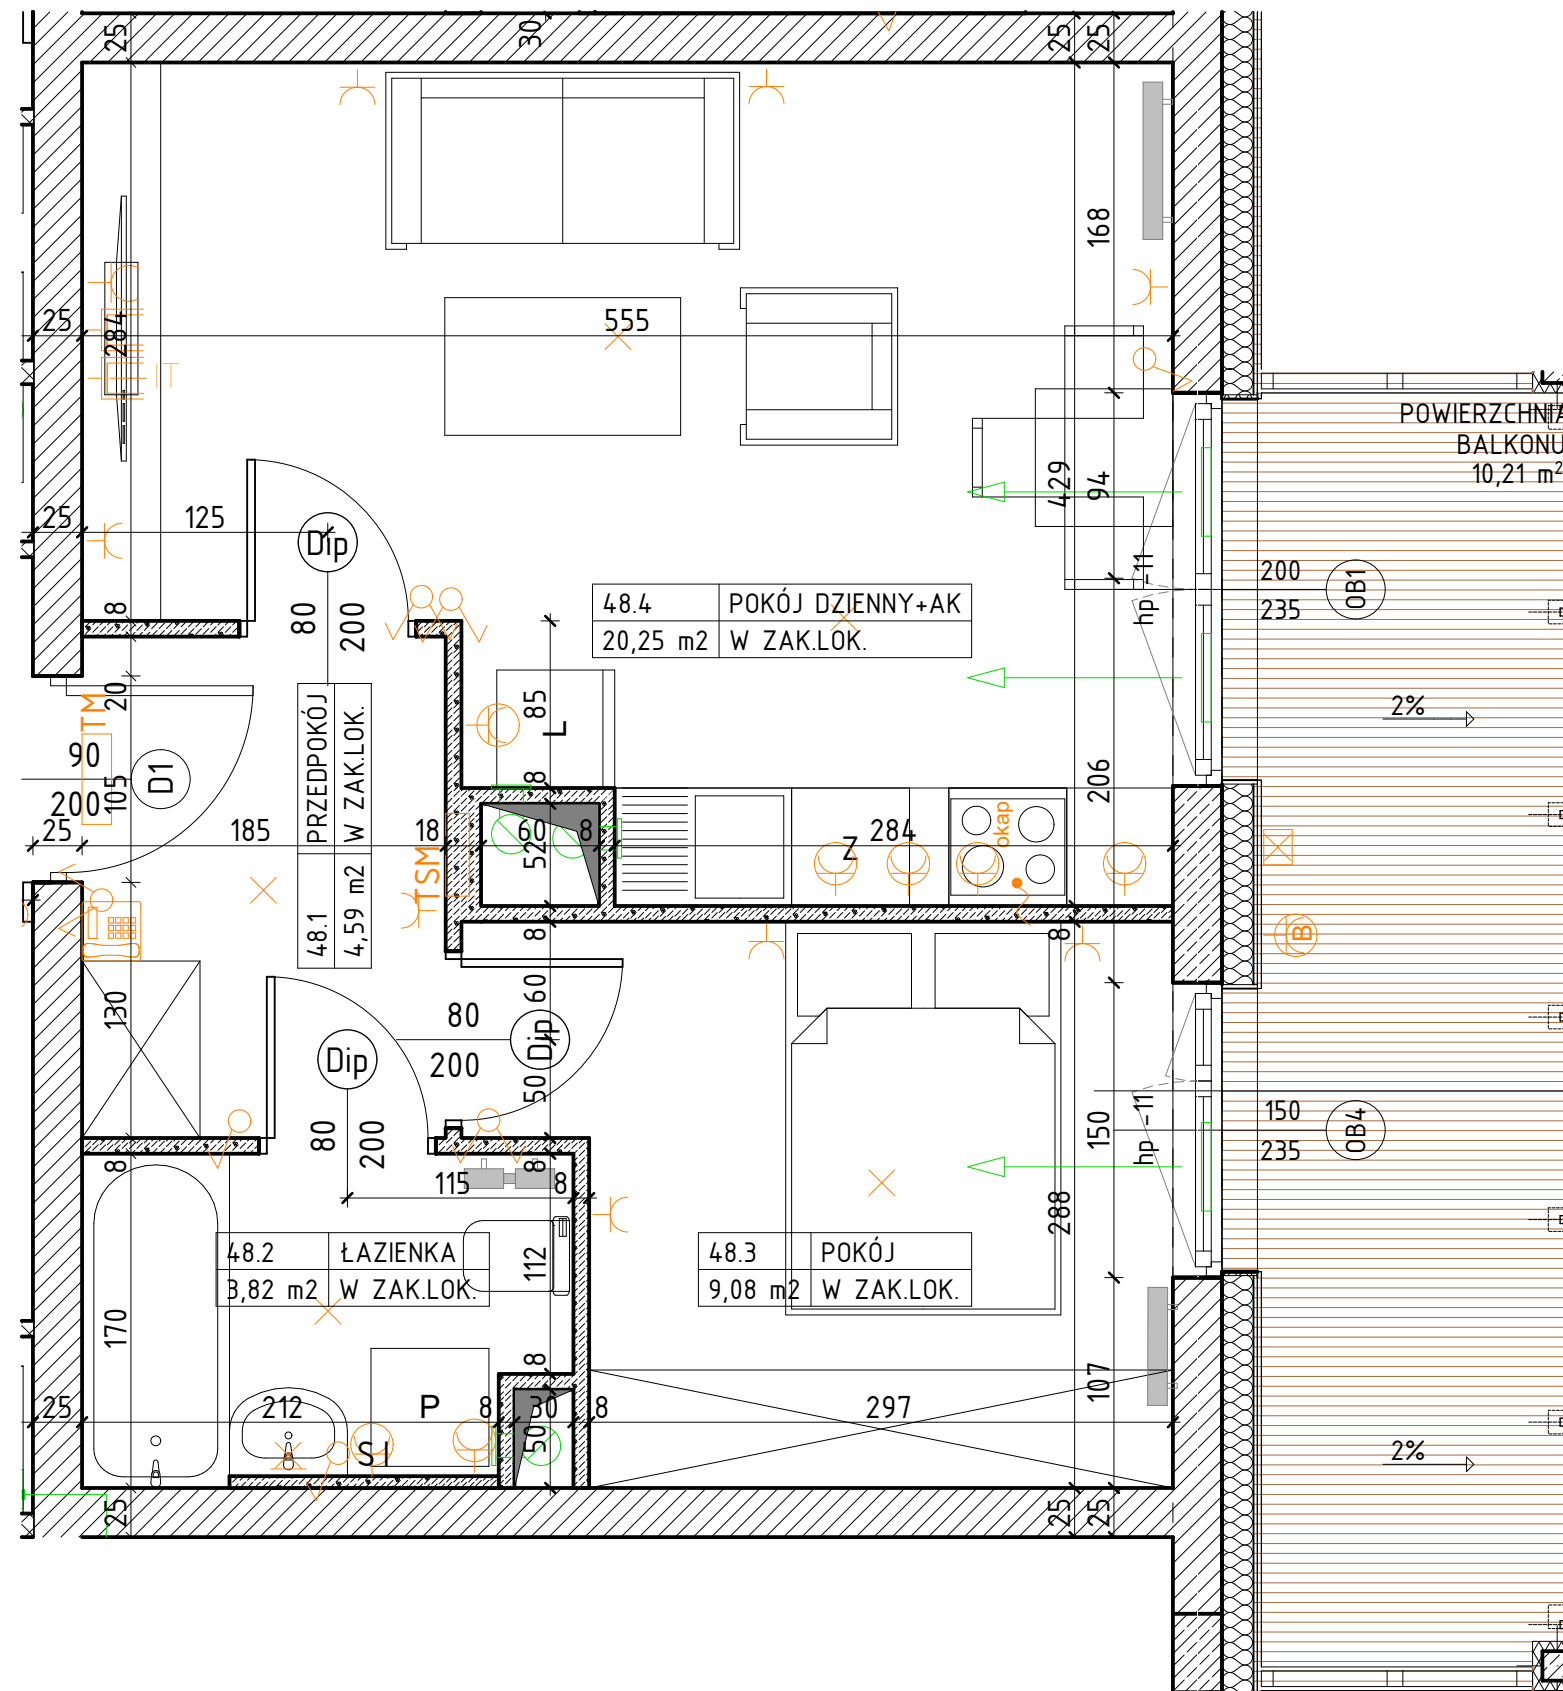 25
30
25
25
168
25
555
284
IT
POWIERZCHNIA
BALKONU
10,21 m²
429
94
25
125
Dip
hp -11
200
OB1
235
8
80
200
48.4 POKÓJ DZIENNY+AK
20,25 m2 W ZAK.LOK.
20
TM
85
L
2%
48.1 PRZEDPOKÓJ
4,59 m2 W ZAK.LOK.
90
D1
200
105
8
206
25
185
18
60
8
52
Z
284
okap
TSM
8
8
B
130
60
80
Dip
200
50
Dip
80
200
150
hp -11
150
OB4
235
8
8
115
8
288
48.2 ŁAZIENKA
3,82 m2 W ZAK.LOK.
112
48.3 POKÓJ
9,08 m2 W ZAK.LOK.
170
8
107
25
212
P
8
30
8
297
50
SI
2%
25
25
25